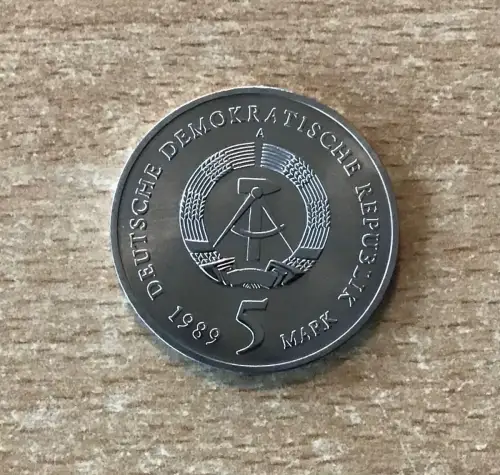 DEUTSCHE DEMOKRATISCHE REPUBLIK
A
1989 5 MARK